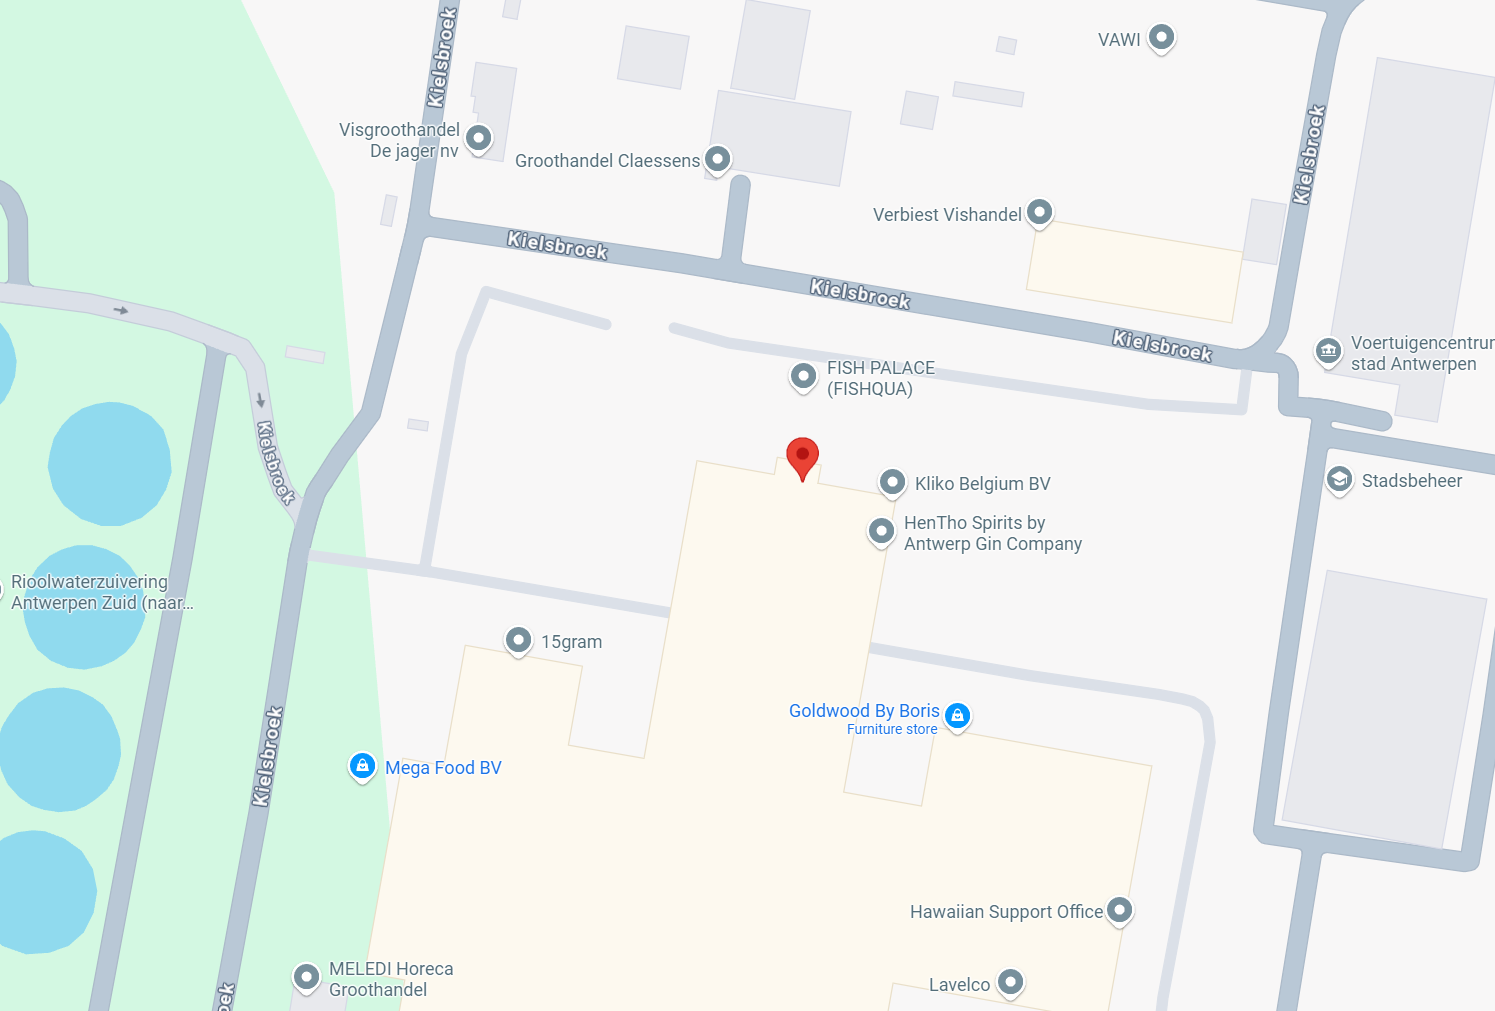 Kielsbroek
VAWI
Visgroothandel
De jager nv
Groothandel Claessens
Kielsbroek
Verbiest Vishandel
Kielsbroek
Kielsbroek
Kielsbroek
Voertuigencentrum
stad Antwerpen
FISH PALACE
(FISHQUA)
Kielsbroek
Kliko Belgium BV
Stadsbeheer
HenTho Spirits by
Antwerp Gin Company
Rioolwaterzuivering
Antwerpen Zuid (naar...
15gram
Goldwood By Boris
Furniture store
Kielsbroek
Mega Food BV
Hawaiian Support Office
MELEDI Horeca
Groothandel
Lavelco
oek